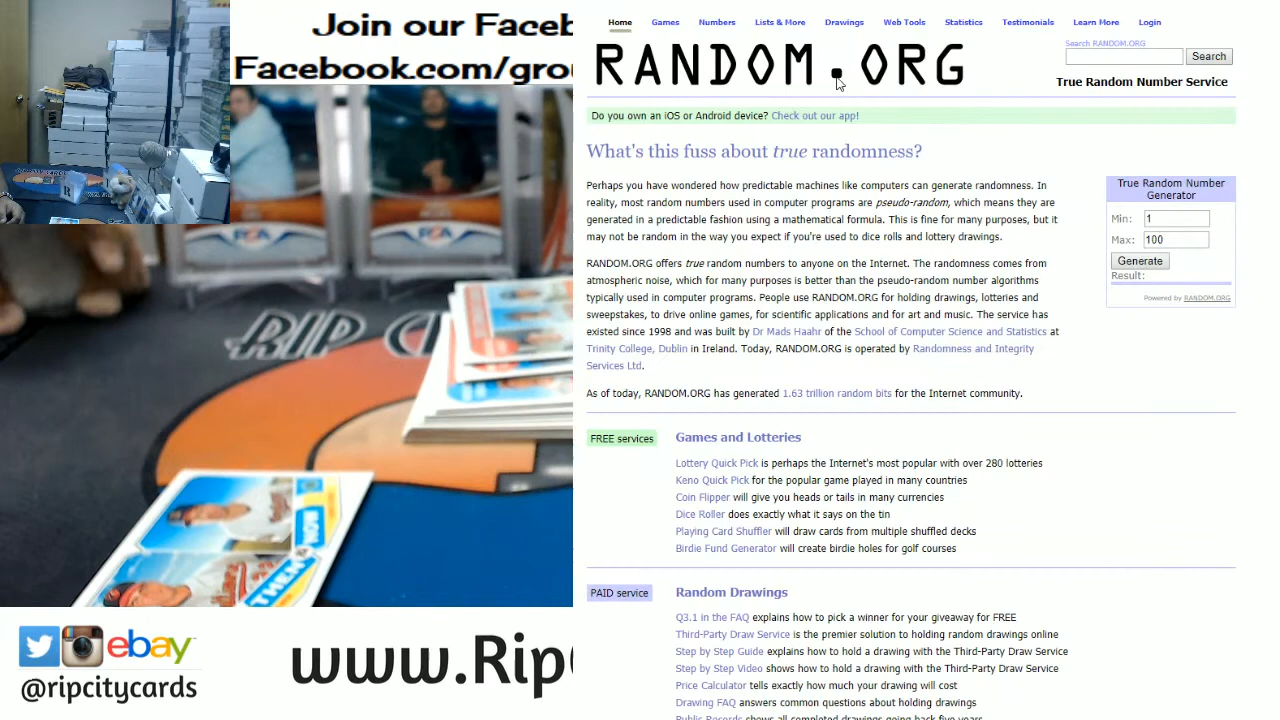 Join our Faceb
Facebook.com/grou
RIP C
THEN
NOW
@ripcitycards
ebay
www.Rip
Home Games Numbers Lists & More Drawings Web Tools Statistics Testimonials Learn More Login
RANDOM.ORG
Search RANDOM.ORG
Search
True Random Number Service
Do you own an iOS or Android device? Check out our app!
What's this fuss about true randomness?
Perhaps you have wondered how predictable machines like computers can generate randomness. In
reality, most random numbers used in computer programs are pseudo-random, which means they are
generated in a predictable fashion using a mathematical formula. This is fine for many purposes, but it
may not be random in the way you expect if you're used to dice rolls and lottery drawings.
RANDOM.ORG offers true random numbers to anyone on the Internet. The randomness comes from
atmospheric noise, which for many purposes is better than the pseudo-random number algorithms
typically used in computer programs. People use RANDOM.ORG for holding drawings, lotteries and
sweepstakes, to drive online games, for scientific applications and for art and music. The service has
existed since 1998 and was built by Dr Mads Haahr of the School of Computer Science and Statistics at
Trinity College, Dublin in Ireland. Today, RANDOM.ORG is operated by Randomness and Integrity
Services Ltd.
As of today, RANDOM.ORG has generated 1.63 trillion random bits for the Internet community.
True Random Number
Generator
Min: 1
Max: 100
Generate
Result:
Powered by RANDOM.ORG
FREE services
Games and Lotteries
Lottery Quick Pick is perhaps the Internet's most popular with over 280 lotteries
Keno Quick Pick for the popular game played in many countries
Coin Flipper will give you heads or tails in many currencies
Dice Roller does exactly what it says on the tin
Playing Card Shuffler will draw cards from multiple shuffled decks
Birdie Fund Generator will create birdie holes for golf courses
PAID service
Random Drawings
Q3.1 in the FAQ explains how to pick a winner for your giveaway for FREE
Third-Party Draw Service is the premier solution to holding random drawings online
Step by Step Guide explains how to hold a drawing with the Third-Party Draw Service
Step by Step Video shows how to hold a drawing with the Third-Party Draw Service
Price Calculator tells exactly how much your drawing will cost
Drawing FAQ answers common questions about holding drawings
Public Records shows all completed drawings going back five years